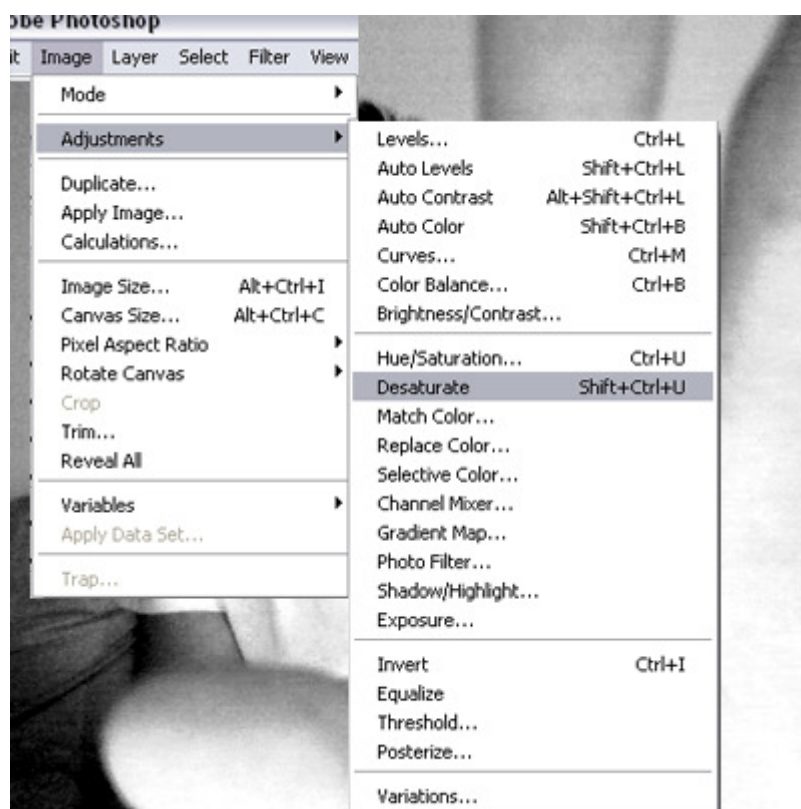 obe Photoshop
it Image Layer Select Filter View
Mode
Adjustments
Duplicate...
Apply Image...
Calculations...
Image Size... Alt+Ctrl+I
Canvas Size... Alt+Ctrl+C
Pixel Aspect Ratio
Rotate Canvas
Crop
Trim...
Reveal All
Variables
Apply Data Set...
Trap...
Levels... Ctrl+L
Auto Levels Shift+Ctrl+L
Auto Contrast Alt+Shift+Ctrl+L
Auto Color Shift+Ctrl+B
Curves... Ctrl+M
Color Balance... Ctrl+B
Brightness/Contrast...
Hue/Saturation... Ctrl+U
Desaturate Shift+Ctrl+U
Match Color...
Replace Color...
Selective Color...
Channel Mixer...
Gradient Map...
Photo Filter...
Shadow/Highlight...
Exposure...
Invert Ctrl+I
Equalize
Threshold...
Posterize...
Variations...